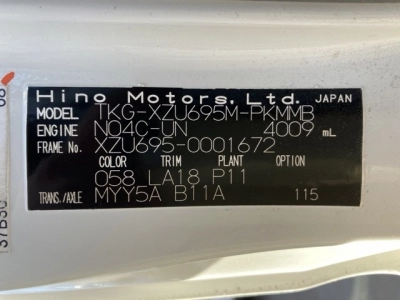 Hino Motors, Ltd. JAPAN
MODEL TKG-XZU695M-PKMMB
ENGINE N04C-UN 4009 mL
FRAME No. XZU695-0001672
COLOR TRIM PLANT OPTION
058 LA18 P11
TRANS./AXLE MYY5A B11A 115